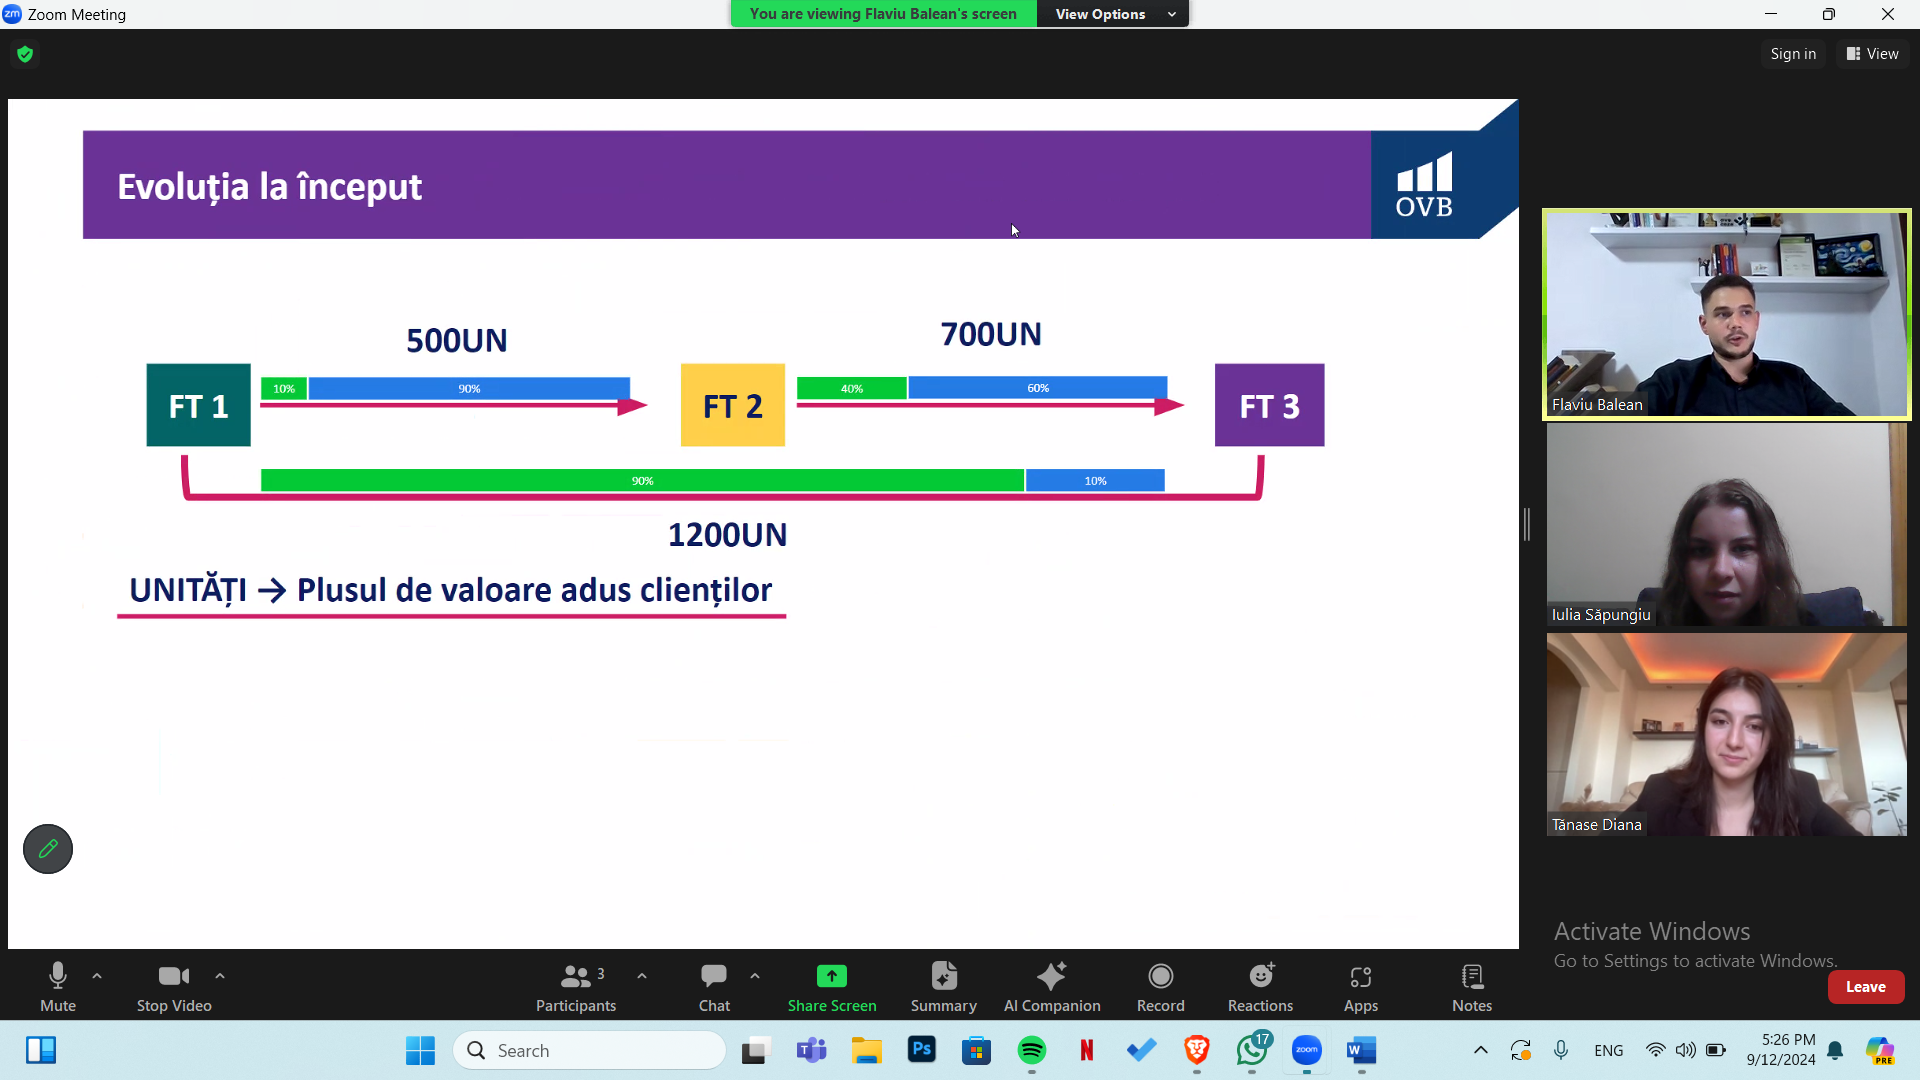 Zoom Meeting
You are viewing Flaviu Balean's screen
View Options
Sign in
View
Evoluția la început
OVB
500UN
700UN
FT 1
10%
90%
FT 2
40%
60%
FT 3
90%
10%
1200UN
UNITĂȚI → Plusul de valoare adus clienților
Flaviu Balean
Iulia Săpungiu
Tănase Diana
Activate Windows
Go to Settings to activate Windows.
Mute
Stop Video
Participants
3
Chat
Share Screen
Summary
AI Companion
Record
Reactions
Apps
Notes
Leave
Search
Ps
N
17
zoom
W
ENG
5:26 PM
9/12/2024
PRE